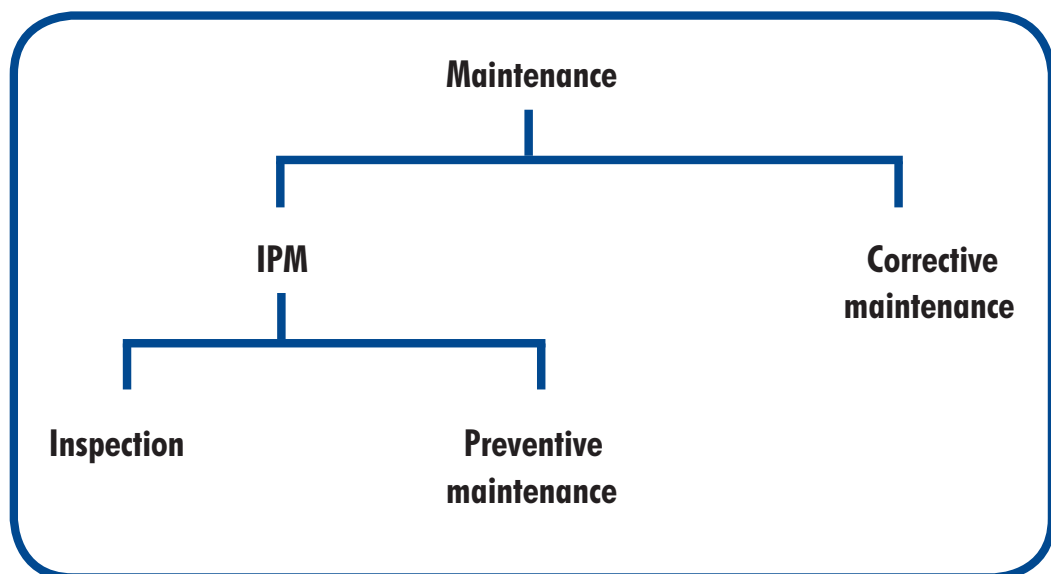 Maintenance
IPM
Corrective
maintenance
Inspection
Preventive
maintenance